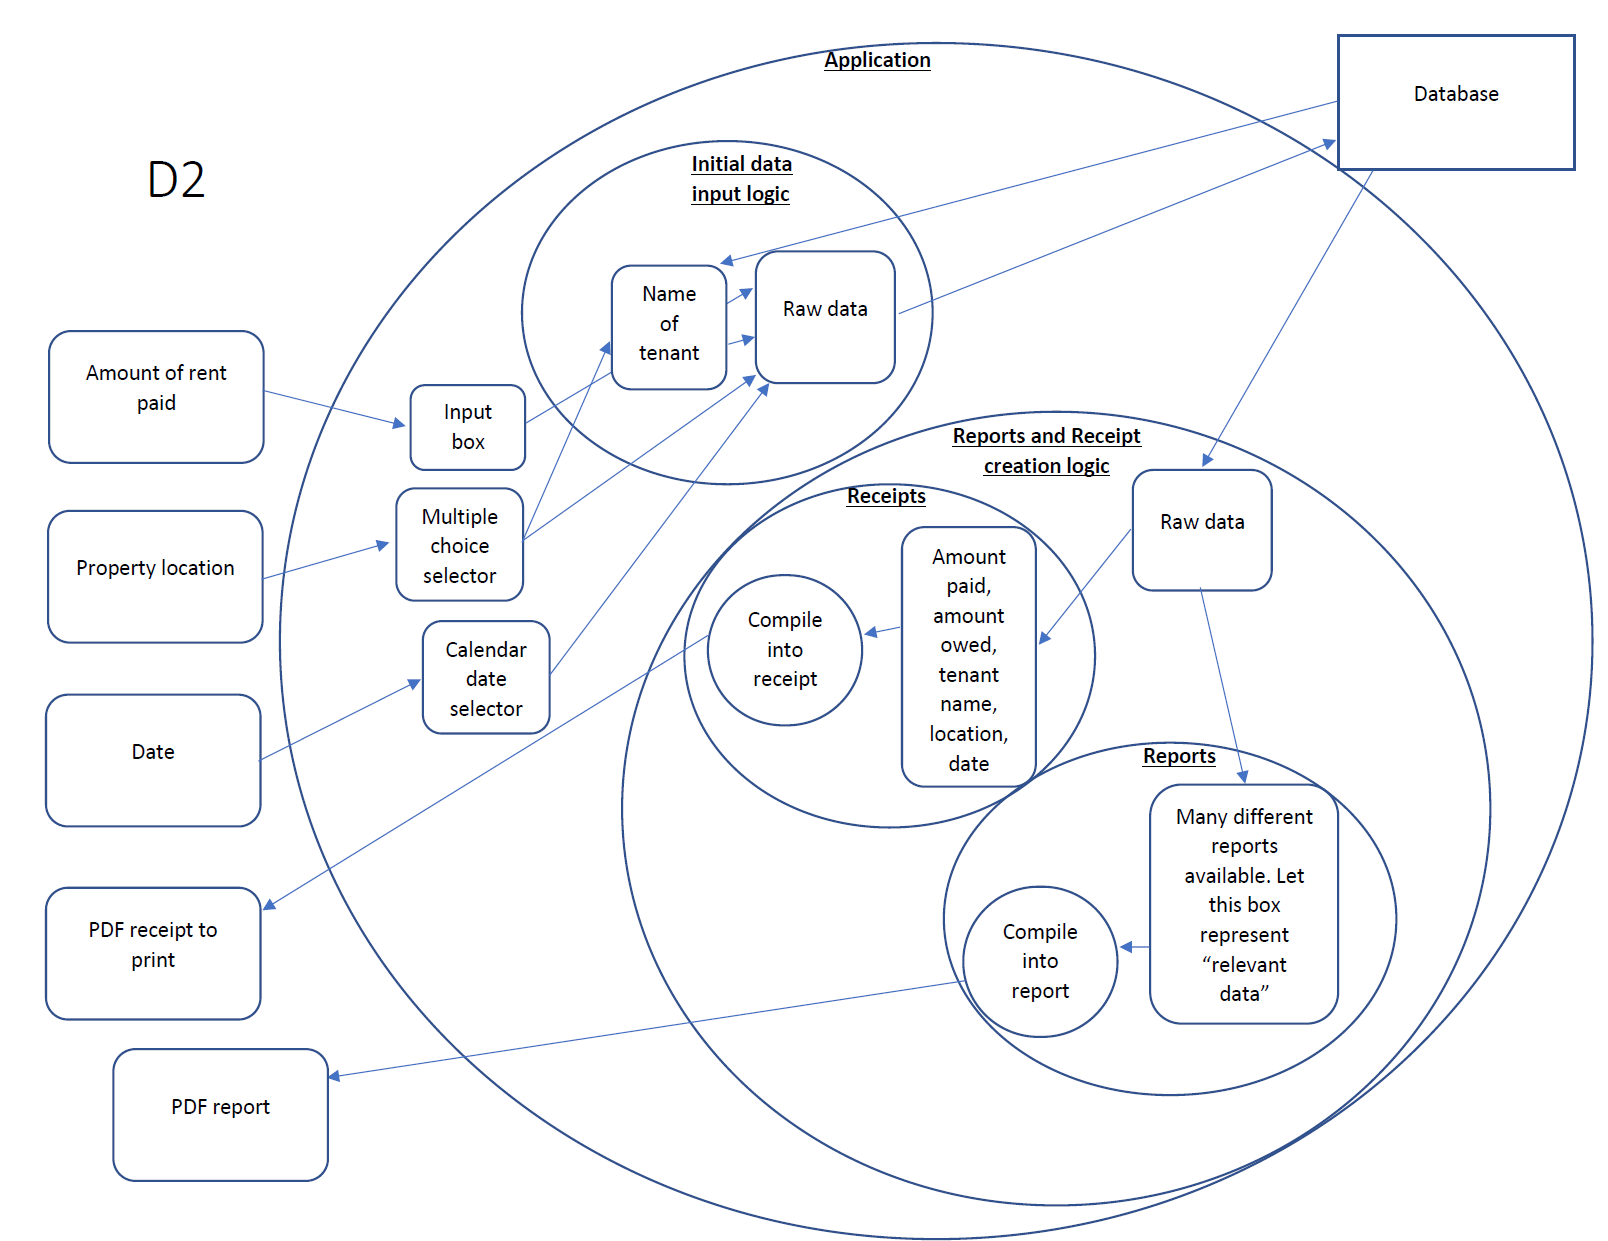 Application
Database
D2
Initial data
input logic
Name
of
tenant
Raw data
Amount of rent
paid
Input
box
Multiple
choice
selector
Property location
Calendar
date
selector
Date
Reports and Receipt
creation logic
Receipts
Raw data
Amount
paid,
amount
owed,
tenant
name,
location,
date
Compile
into
receipt
Reports
Many different
reports
available. Let
this box
represent
“relevant
data”
Compile
into
report
PDF receipt to
print
PDF report